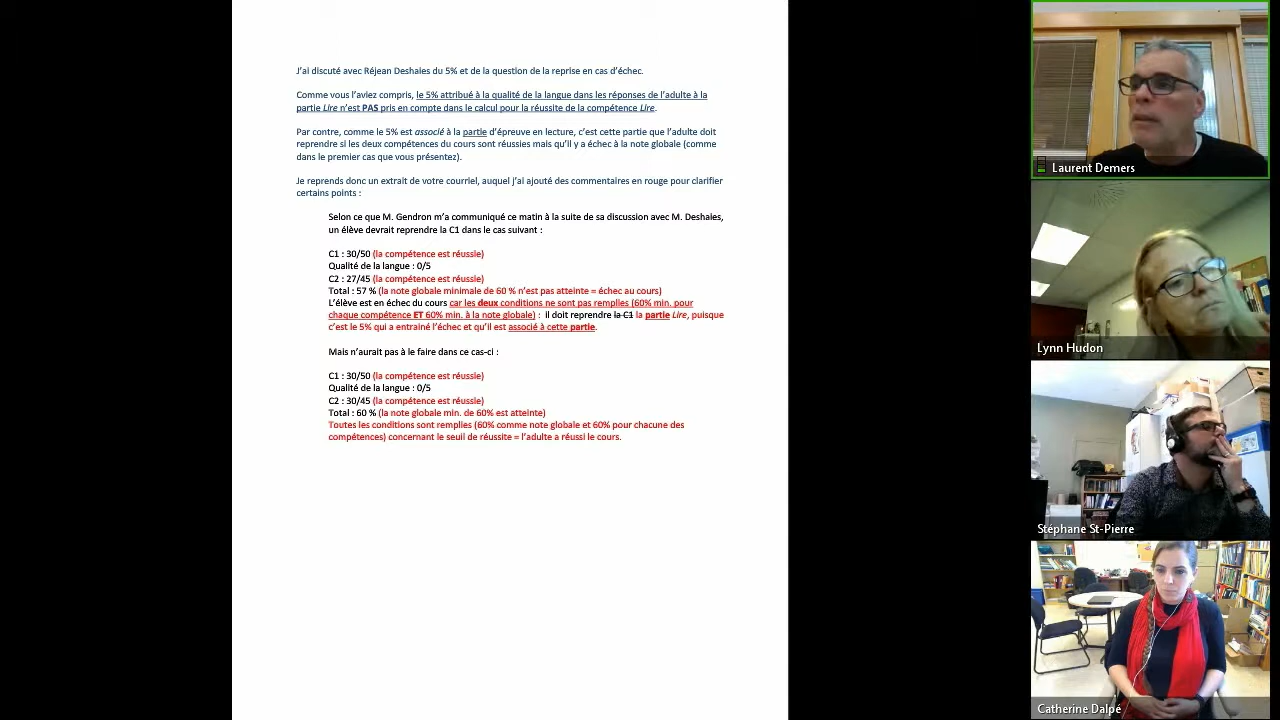 J'ai discuté avec Réjean Deshaies du 5% et de la question de la reprise en cas d'échec.
Comme vous l'aviez compris, le 5% attribué à la qualité de la langue dans les réponses de l'adulte à la
partie Lire n'est PAS pris en compte dans le calcul pour la réussite de la compétence Lire.
Par contre, comme le 5% est associé à la partie d'épreuve en lecture, c'est cette partie que l'adulte doit
reprendre si les deux compétences du cours sont réussies mais qu'il y a échec à la note globale (comme
dans le premier cas que vous présentez).
Je reprends donc un extrait de votre courriel, auquel j'ai ajouté des commentaires en rouge pour clarifier
certains points :
Selon ce que M. Gendron m'a communiqué ce matin à la suite de sa discussion avec M. Deshaies,
un élève devrait reprendre la C1 dans le cas suivant :
C1 : 30/50 (la compétence est réussie)
Qualité de la langue : 0/5
C2 : 27/45 (la compétence est réussie)
Total : 57 % (la note globale minimale de 60 % n'est pas atteinte = échec au cours)
L'élève est en échec du cours car les deux conditions ne sont pas remplies (60% min. pour
chaque compétence ET 60% min. à la note globale) : il doit reprendre la C1 la partie Lire, puisque
c'est le 5% qui a entrainé l'échec et qu'il est associé à cette partie.
Mais n'aurait pas à le faire dans ce cas-ci :
C1 : 30/50 (la compétence est réussie)
Qualité de la langue : 0/5
C2 : 30/45 (la compétence est réussie)
Total : 60 % (la note globale min. de 60% est atteinte)
Toutes les conditions sont remplies (60% comme note globale et 60% pour chacune des
compétences) concernant le seuil de réussite = l'adulte a réussi le cours.
Laurent Demers
Lynn Hudon
Stéphane St-Pierre
Catherine Dalpé